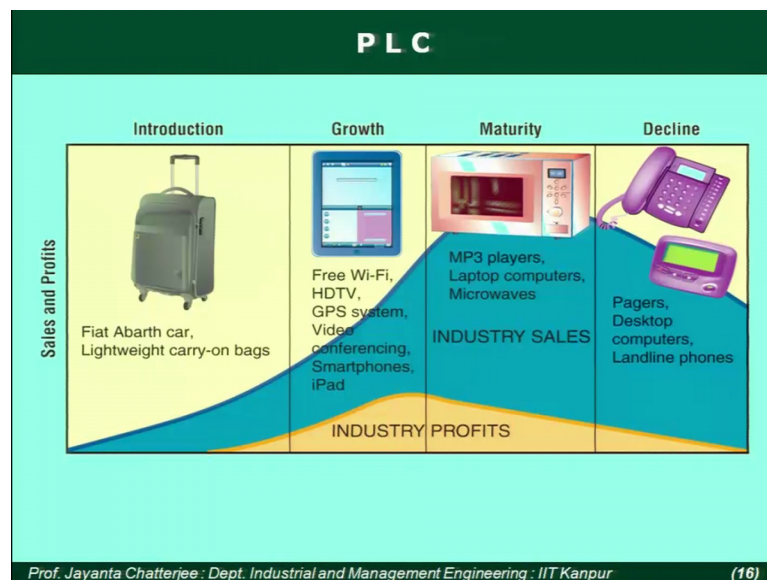 PLC
Introduction
Growth
Maturity
Decline
Sales and Profits
Fiat Abarth car,
Lightweight carry-on bags
Free Wi-Fi,
HDTV,
GPS system,
Video
conferencing,
Smartphones,
iPad
MP3 players,
Laptop computers,
Microwaves
INDUSTRY SALES
Pagers,
Desktop
computers,
Landline phones
INDUSTRY PROFITS
Prof. Jayanta Chatterjee : Dept. Industrial and Management Engineering : IIT Kanpur
(16)